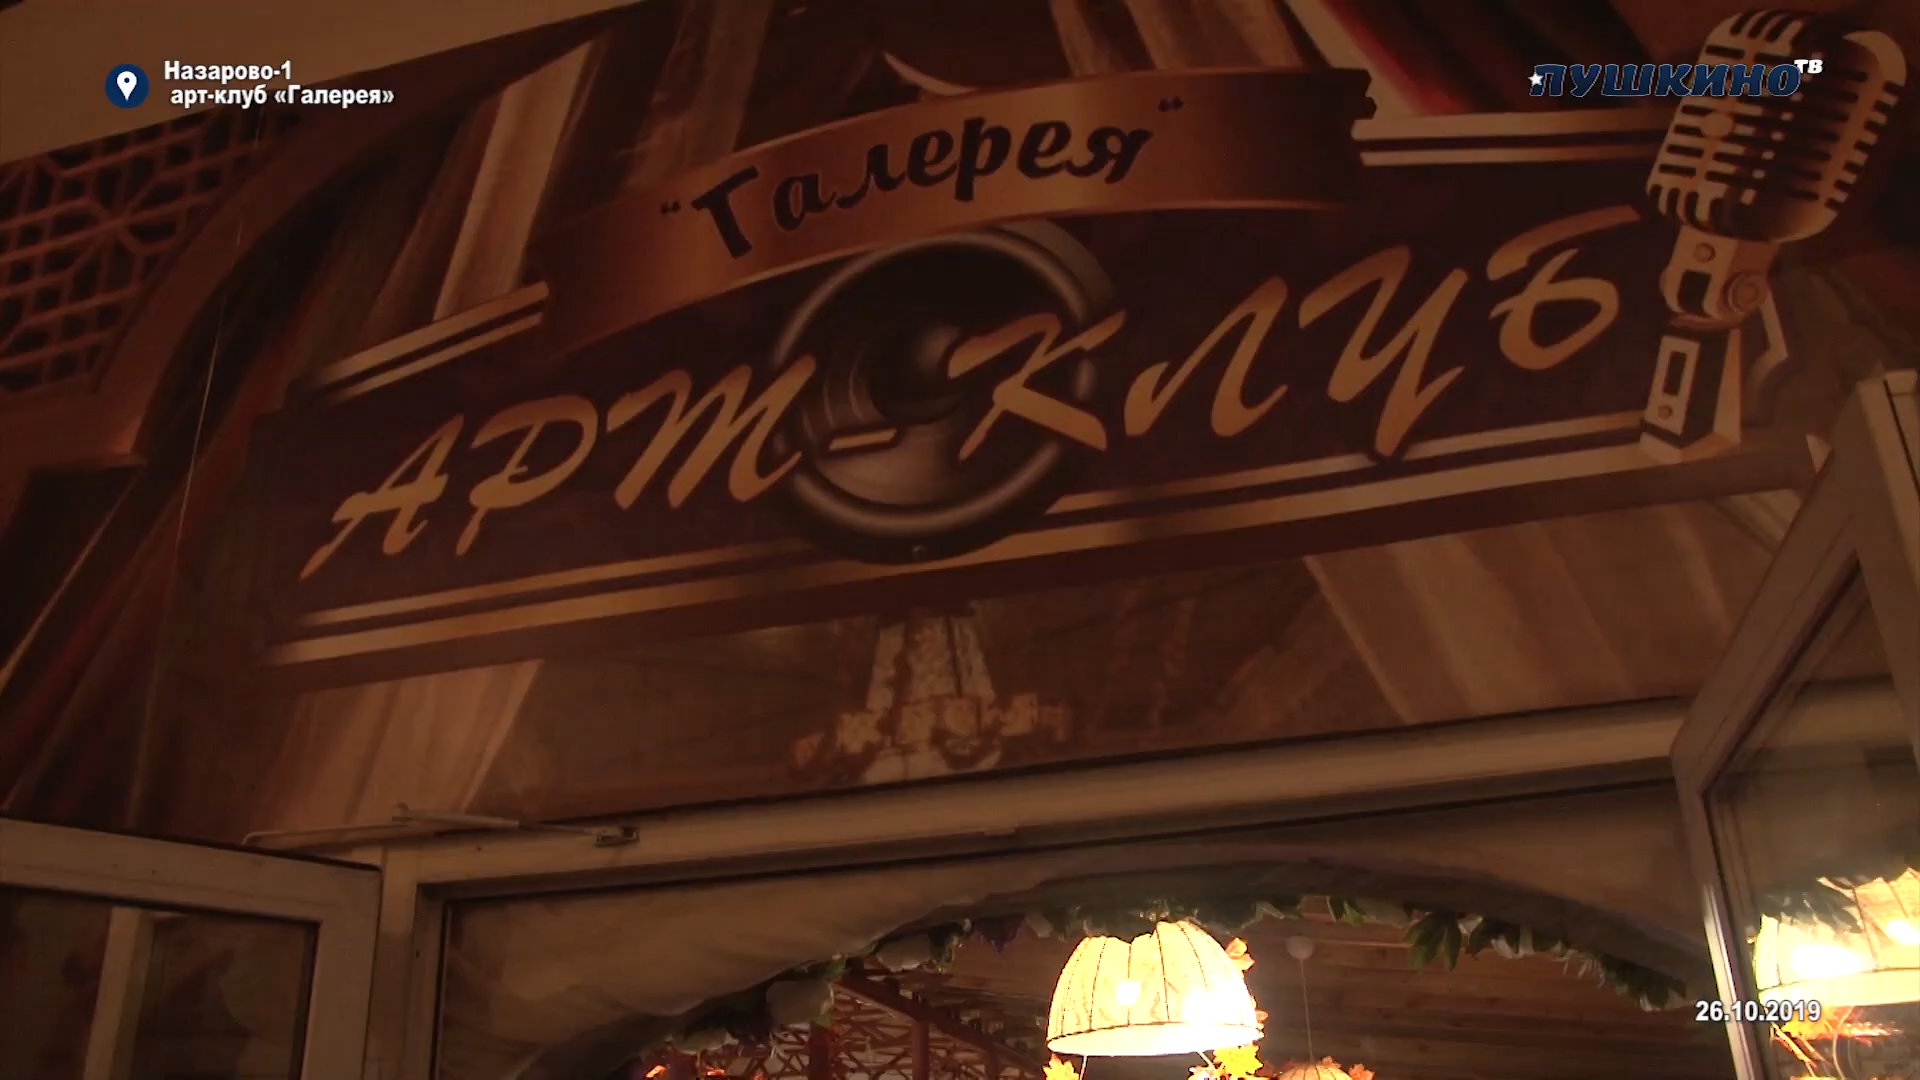 Назарово-1
арт-клуб «Галерея»
ПУШКИНО ТВ
"Галерея"
АРТ-КЛУБ
26.10.2019